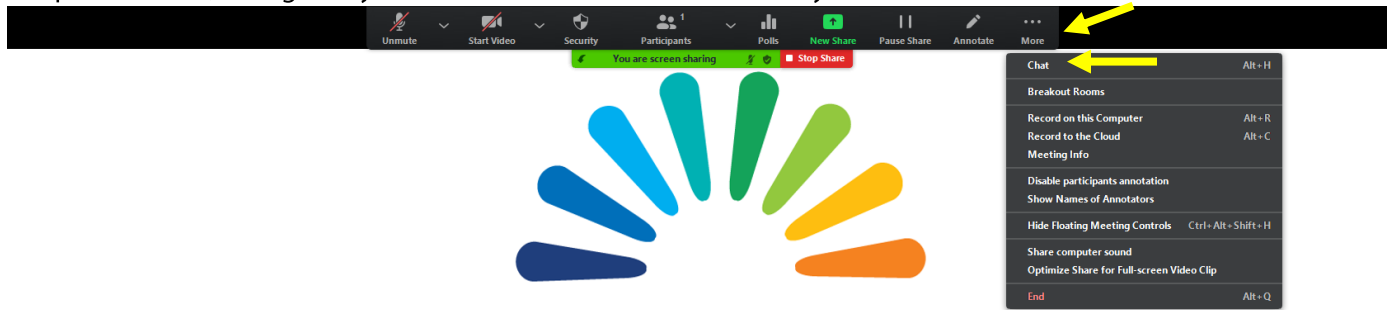 1
Unmute Start Video Security Participants Polls New Share Pause Share Annotate More
You are screen sharing Stop Share
Chat Alt+H
Breakout Rooms
Record on this Computer Alt+R
Record to the Cloud Alt+C
Meeting Info
Disable participants annotation
Show Names of Annotators
Hide Floating Meeting Controls Ctrl+Alt+Shift+H
Share computer sound
Optimize Share for Full-screen Video Clip
End Alt+Q